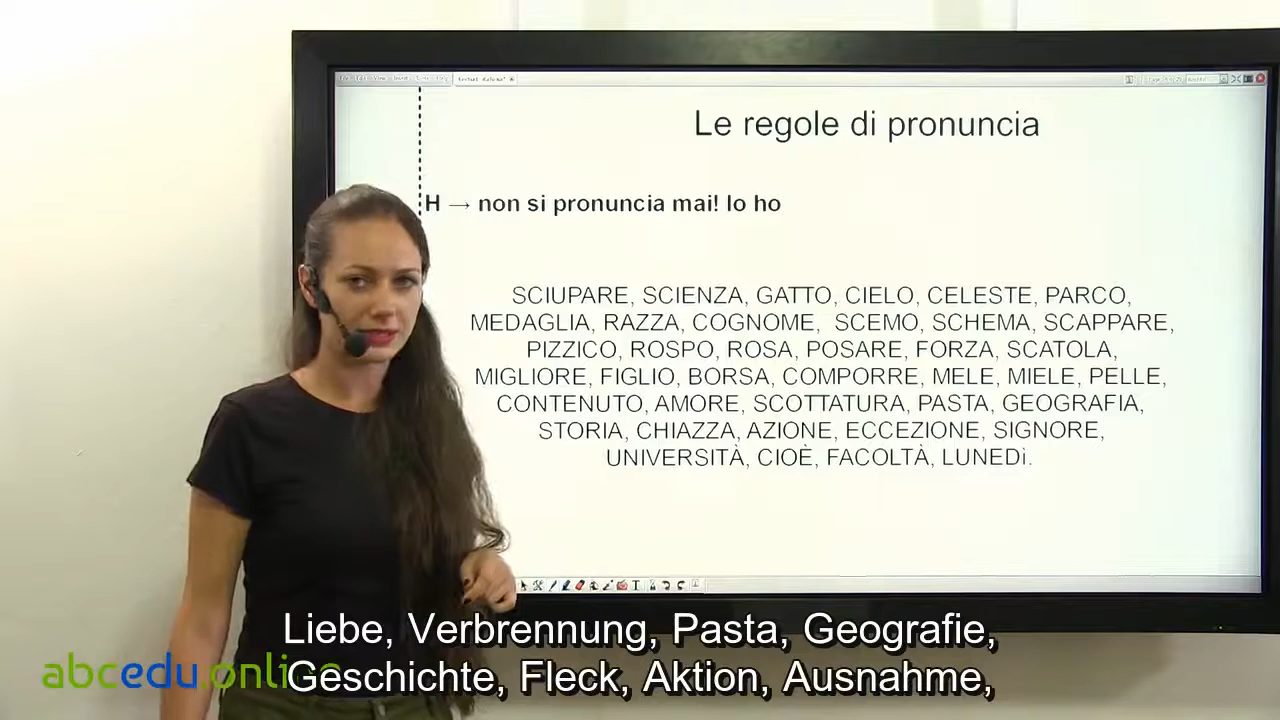 Le regole di pronuncia
H → non si pronuncia mai! Io ho
SCIUPARE, SCIENZA, GATTO, CIELO, CELESTE, PARCO,
MEDAGLIA, RAZZA, COGNOME, SCEMO, SCHEMA, SCAPPARE,
PIZZICO, ROSPO, ROSA, POSARE, FORZA, SCATOLA,
MIGLIORE, FIGLIO, BORSA, COMPORRE, MELE, MIELE, PELLE,
CONTENUTO, AMORE, SCOTTATURA, PASTA, GEOGRAFIA,
STORIA, CHIAZZA, AZIONE, ECCEZIONE, SIGNORE,
UNIVERSITÀ, CIOÈ, FACOLTÀ, LUNEDì.
Liebe, Verbrennung, Pasta, Geografie,
Geschichte, Fleck, Aktion, Ausnahme,
abcedu.online